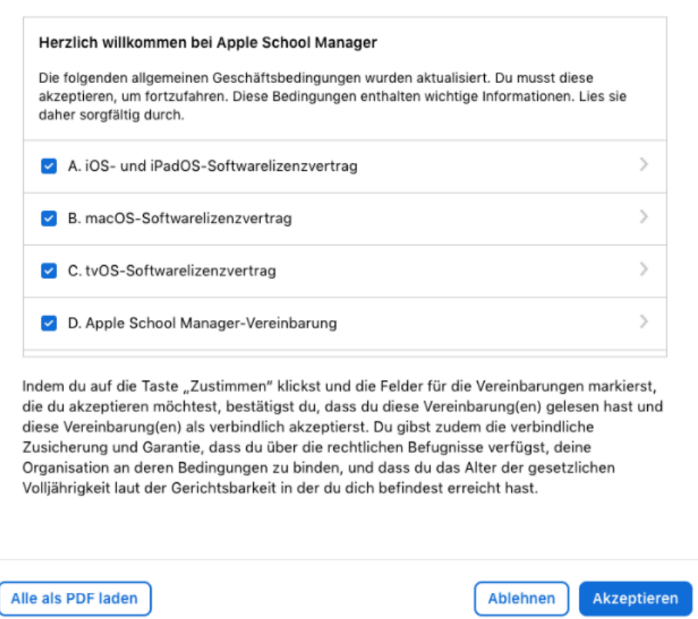 Herzlich willkommen bei Apple School Manager
Die folgenden allgemeinen Geschäftsbedingungen wurden aktualisiert. Du musst diese
akzeptieren, um fortzufahren. Diese Bedingungen enthalten wichtige Informationen. Lies sie
daher sorgfältig durch.
A. iOS- und iPadOS-Softwarelizenzvertrag
B. macOS-Softwarelizenzvertrag
C. tvOS-Softwarelizenzvertrag
D. Apple School Manager-Vereinbarung
Indem du auf die Taste „Zustimmen“ klickst und die Felder für die Vereinbarungen markierst,
die du akzeptieren möchtest, bestätigst du, dass du diese Vereinbarung(en) gelesen hast und
diese Vereinbarung(en) als verbindlich akzeptierst. Du gibst zudem die verbindliche
Zusicherung und Garantie, dass du über die rechtlichen Befugnisse verfügst, deine
Organisation an deren Bedingungen zu binden, und dass du das Alter der gesetzlichen
Volljährigkeit laut der Gerichtsbarkeit in der du dich befindest erreicht hast.
Alle als PDF laden
Ablehnen
Akzeptieren